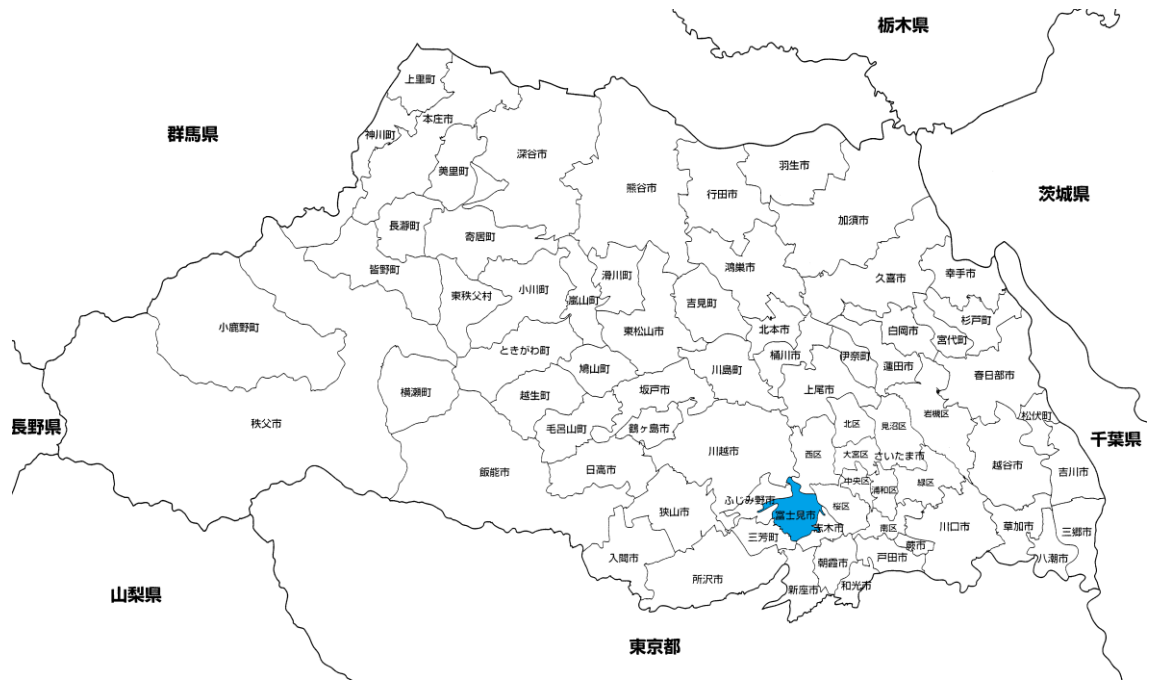 栃木県
上里町
群馬県
本庄市
神川町
深谷市
美里町
羽生市
熊谷市
行田市
茨城県
加須市
長瀞町
寄居町
皆野町
鴻巣市
久喜市
幸手市
滑川町
小川町
東秩父村
嵐山町
吉見町
小鹿野町
東松山市
北本市
白岡市
杉戸町
宮代町
ときがわ町
桶川市
伊奈町
鳩山町
川島町
蓮田市
春日部市
横瀬町
越生町
坂戸市
上尾市
岩槻区
松伏町
秩父市
長野県
毛呂山町
鶴ヶ島市
北区
見沼区
千葉県
川越市
西区
大宮区
さいたま市
越谷市
吉川市
飯能市
日高市
中央区
浦和区
緑区
ふじみ野市
狭山市
富士見市
桜区
志木市
南区
川口市
草加市
三郷市
三芳町
蕨市
入間市
朝霞市
戸田市
八潮市
所沢市
新座市
和光市
山梨県
東京都